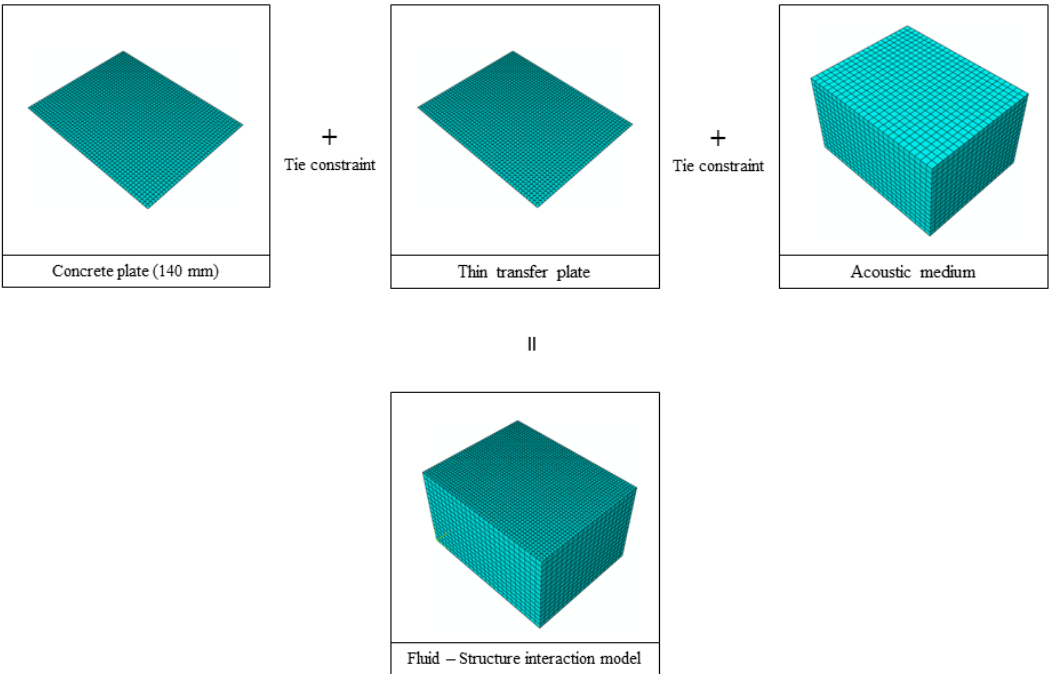 +
Tie constraint
+
Tie constraint
Concrete plate (140 mm)
Thin transfer plate
Acoustic medium
=
Fluid – Structure interaction model